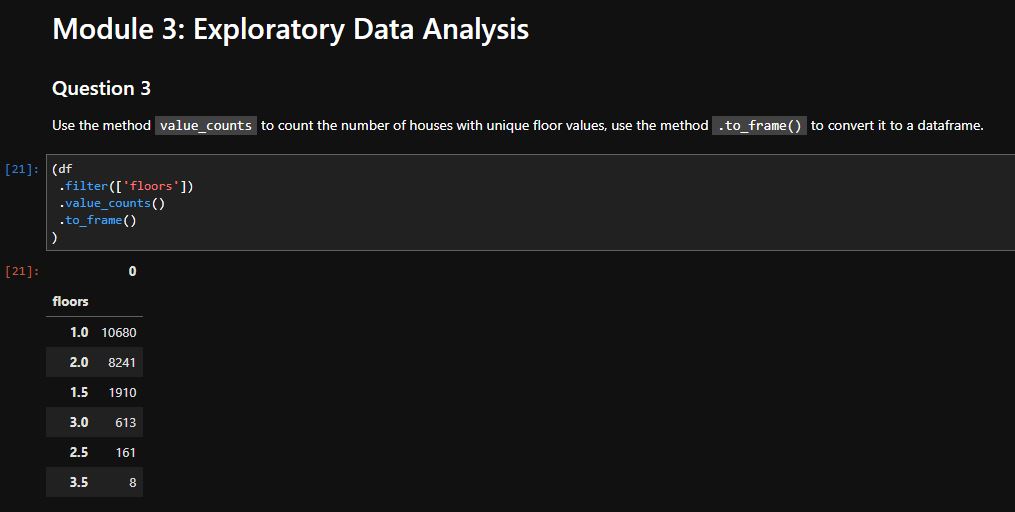 Module 3: Exploratory Data Analysis
Question 3
Use the method value_counts to count the number of houses with unique floor values, use the method .to_frame() to convert it to a dataframe.
[21]: (df
.filter(['floors'])
.value_counts()
.to_frame()
)
[21]: 0
floors
1.0 10680
2.0 8241
1.5 1910
3.0 613
2.5 161
3.5 8